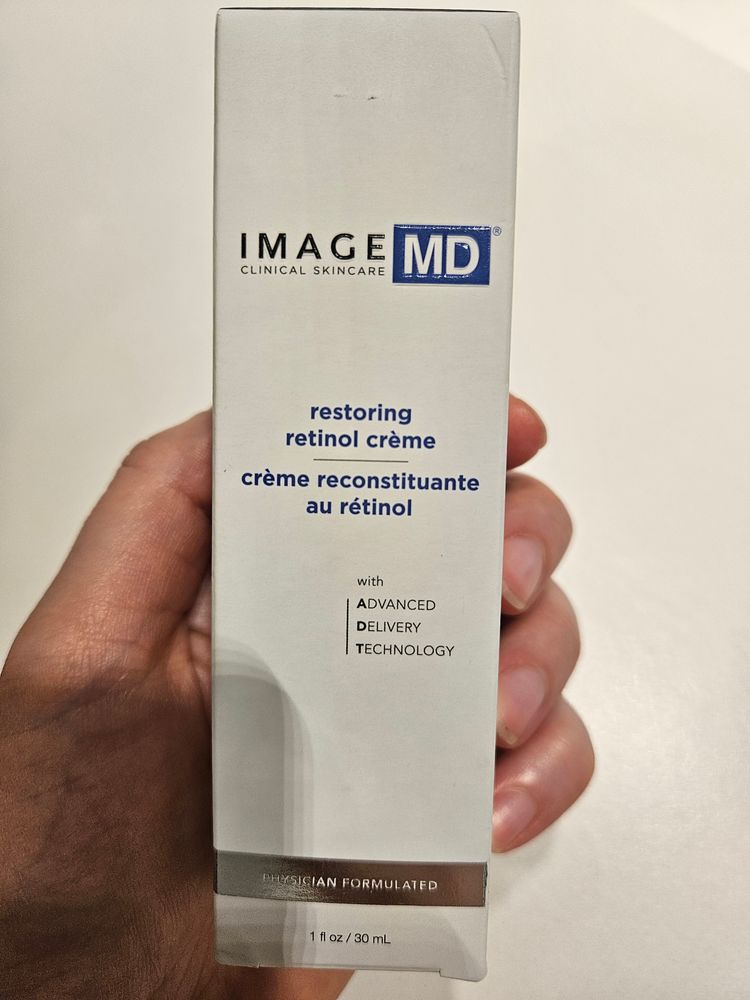 IMAGE MD®
CLINICAL SKINCARE
restoring
retinol crème
crème reconstituante
au rétinol
with
ADVANCED
DELIVERY
TECHNOLOGY
PHYSICIAN FORMULATED
1 fl oz / 30 mL